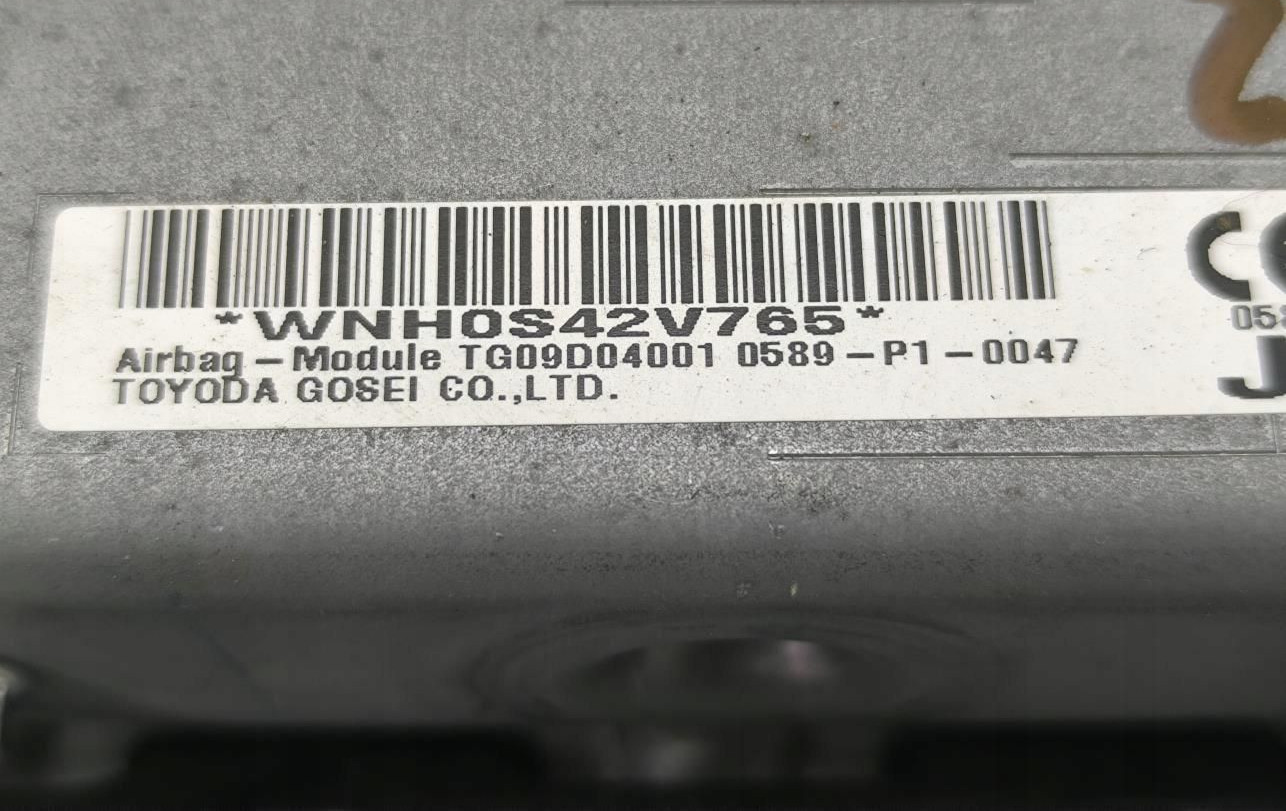 *WNH0S42V765*
Airbag-Module TG09D04001 0589-P1-0047
TOYODA GOSEI CO.,LTD.